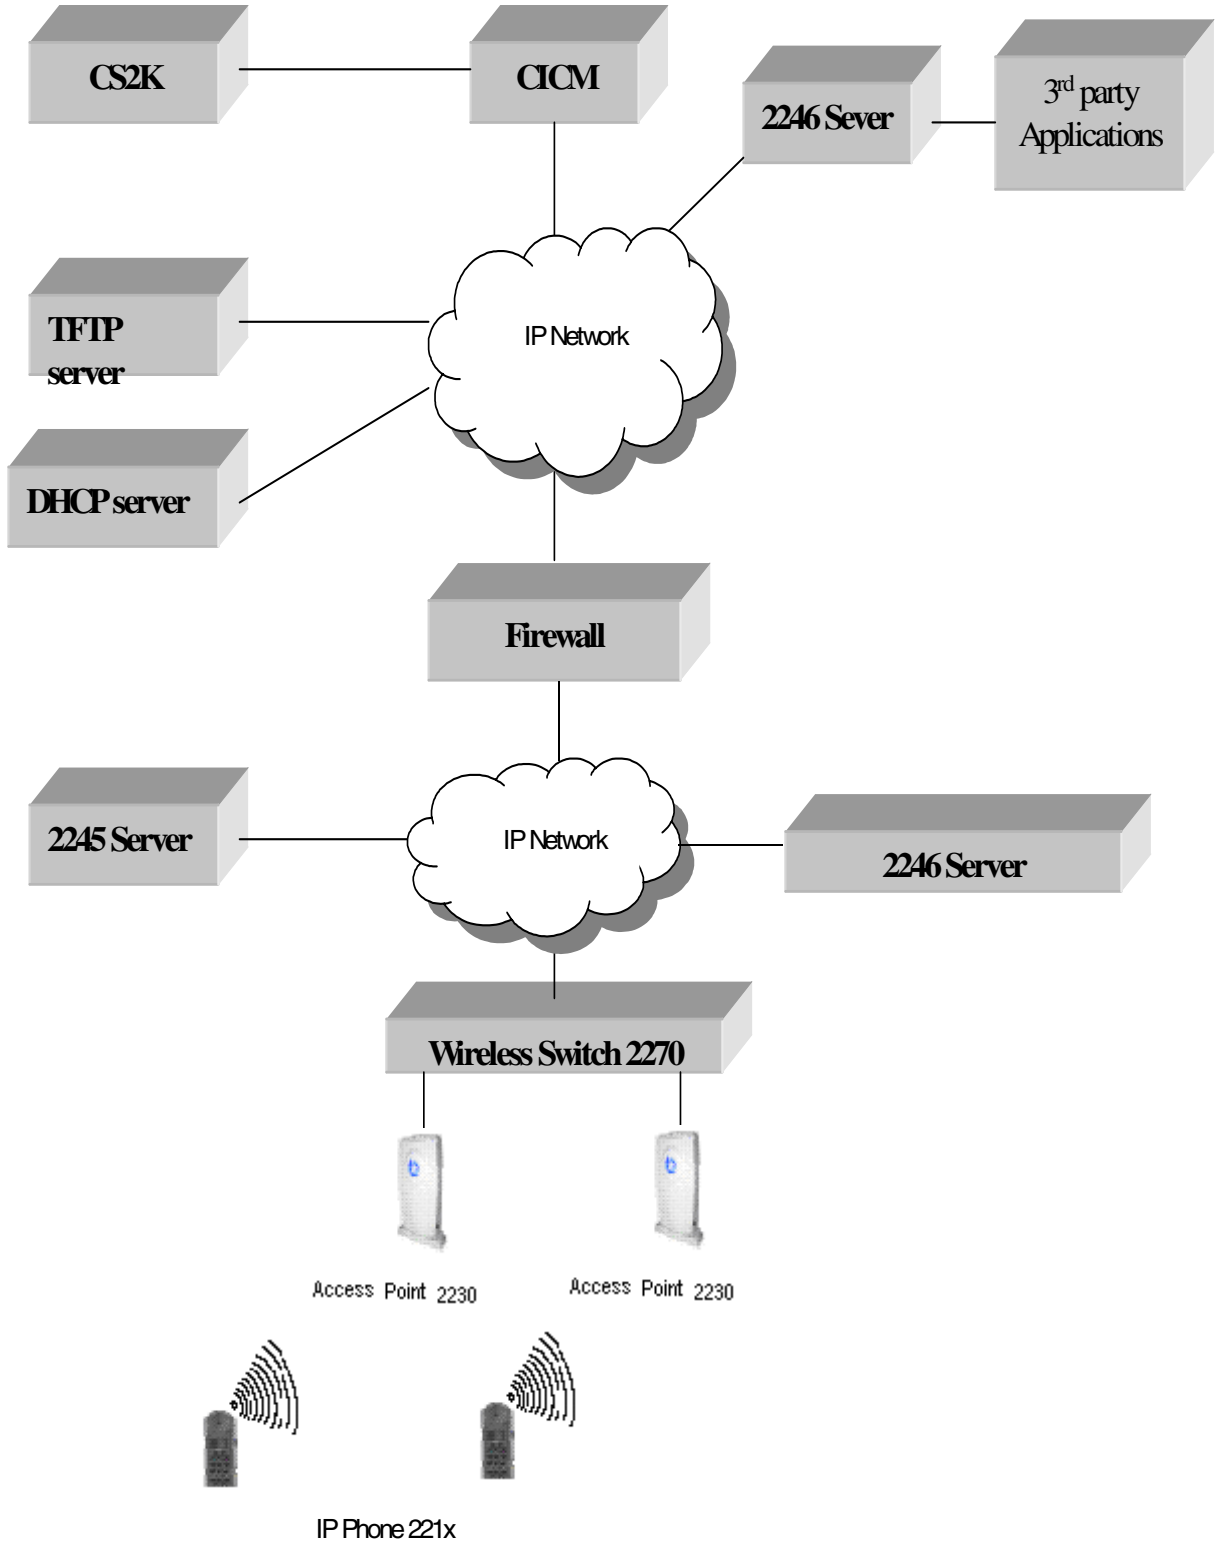 CS2K
CICM
2246 Sever
3rd party
Applications
IP Network
TFTP
server
DHCP server
Firewall
2245 Server
IP Network
2246 Server
Wireless Switch 2270
Access Point 2230
Access Point 2230
IP Phone 221x